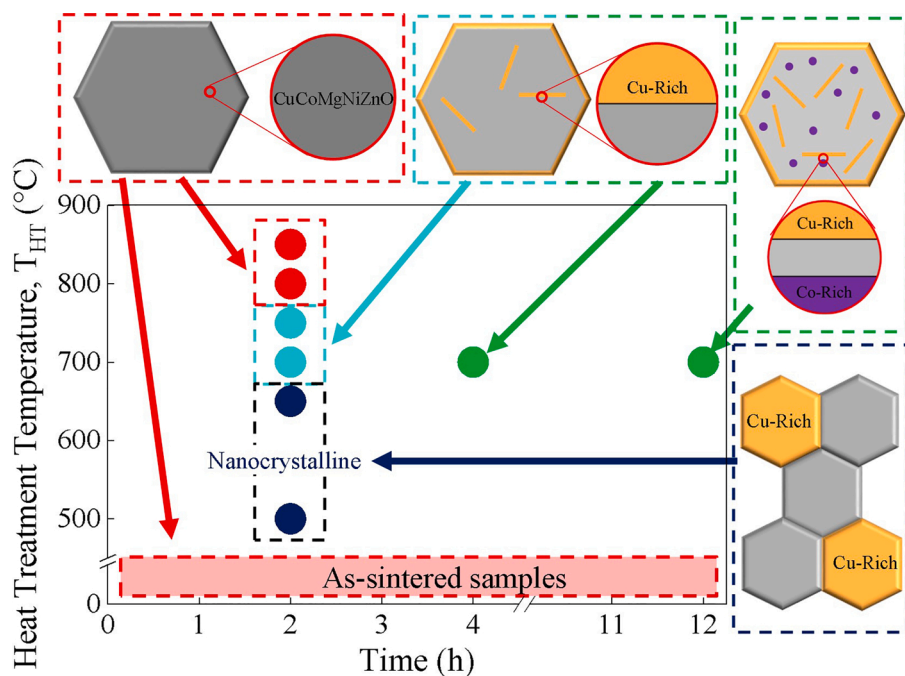 CuCoMgNiZnO
Cu-Rich
Cu-Rich
Co-Rich
Heat Treatment Temperature, T_HT (°C)
900
800
700
600
500
0
Nanocrystalline
Cu-Rich
Cu-Rich
As-sintered samples
0 1 2 3 4 11 12
Time (h)